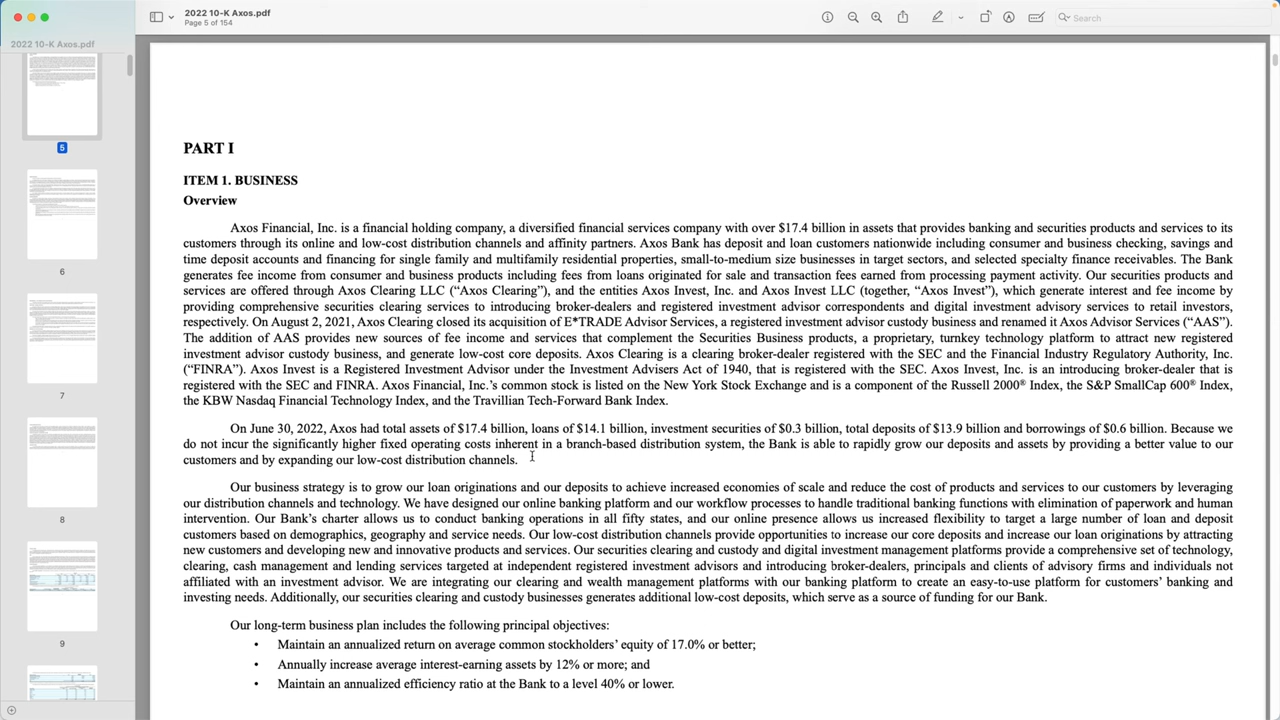 2022 10-K Axos.pdf
Page 5 of 154
Search
2022 10-K Axos.pdf
5
6
7
8
9
PART I
ITEM 1. BUSINESS
Overview
Axos Financial, Inc. is a financial holding company, a diversified financial services company with over $17.4 billion in assets that provides banking and securities products and services to its
customers through its online and low-cost distribution channels and affinity partners. Axos Bank has deposit and loan customers nationwide including consumer and business checking, savings and
time deposit accounts and financing for single family and multifamily residential properties, small-to-medium size businesses in target sectors, and selected specialty finance receivables. The Bank
generates fee income from consumer and business products including fees from loans originated for sale and transaction fees earned from processing payment activity. Our securities products and
services are offered through Axos Clearing LLC (“Axos Clearing”), and the entities Axos Invest, Inc. and Axos Invest LLC (together, “Axos Invest”), which generate interest and fee income by
providing comprehensive securities clearing services to introducing broker-dealers and registered investment advisor correspondents and digital investment advisory services to retail investors,
respectively. On August 2, 2021, Axos Clearing closed its acquisition of E*TRADE Advisor Services, a registered investment advisor custody business and renamed it Axos Advisor Services (“AAS”).
The addition of AAS provides new sources of fee income and services that complement the Securities Business products, a proprietary, turnkey technology platform to attract new registered
investment advisor custody business, and generate low-cost core deposits. Axos Clearing is a clearing broker-dealer registered with the SEC and the Financial Industry Regulatory Authority, Inc.
(“FINRA”). Axos Invest is a Registered Investment Advisor under the Investment Advisers Act of 1940, that is registered with the SEC. Axos Invest, Inc. is an introducing broker-dealer that is
registered with the SEC and FINRA. Axos Financial, Inc.’s common stock is listed on the New York Stock Exchange and is a component of the Russell 2000® Index, the S&P SmallCap 600® Index,
the KBW Nasdaq Financial Technology Index, and the Travillian Tech-Forward Bank Index.
On June 30, 2022, Axos had total assets of $17.4 billion, loans of $14.1 billion, investment securities of $0.3 billion, total deposits of $13.9 billion and borrowings of $0.6 billion. Because we
do not incur the significantly higher fixed operating costs inherent in a branch-based distribution system, the Bank is able to rapidly grow our deposits and assets by providing a better value to our
customers and by expanding our low-cost distribution channels.
Our business strategy is to grow our loan originations and our deposits to achieve increased economies of scale and reduce the cost of products and services to our customers by leveraging
our distribution channels and technology. We have designed our online banking platform and our workflow processes to handle traditional banking functions with elimination of paperwork and human
intervention. Our Bank’s charter allows us to conduct banking operations in all fifty states, and our online presence allows us increased flexibility to target a large number of loan and deposit
customers based on demographics, geography and service needs. Our low-cost distribution channels provide opportunities to increase our core deposits and increase our loan originations by attracting
new customers and developing new and innovative products and services. Our securities clearing and custody and digital investment management platforms provide a comprehensive set of technology,
clearing, cash management and lending services targeted at independent registered investment advisors and introducing broker-dealers, principals and clients of advisory firms and individuals not
affiliated with an investment advisor. We are integrating our clearing and wealth management platforms with our banking platform to create an easy-to-use platform for customers’ banking and
investing needs. Additionally, our securities clearing and custody businesses generates additional low-cost deposits, which serve as a source of funding for our Bank.
Our long-term business plan includes the following principal objectives:
• Maintain an annualized return on average common stockholders’ equity of 17.0% or better;
• Annually increase average interest-earning assets by 12% or more; and
• Maintain an annualized efficiency ratio at the Bank to a level 40% or lower.